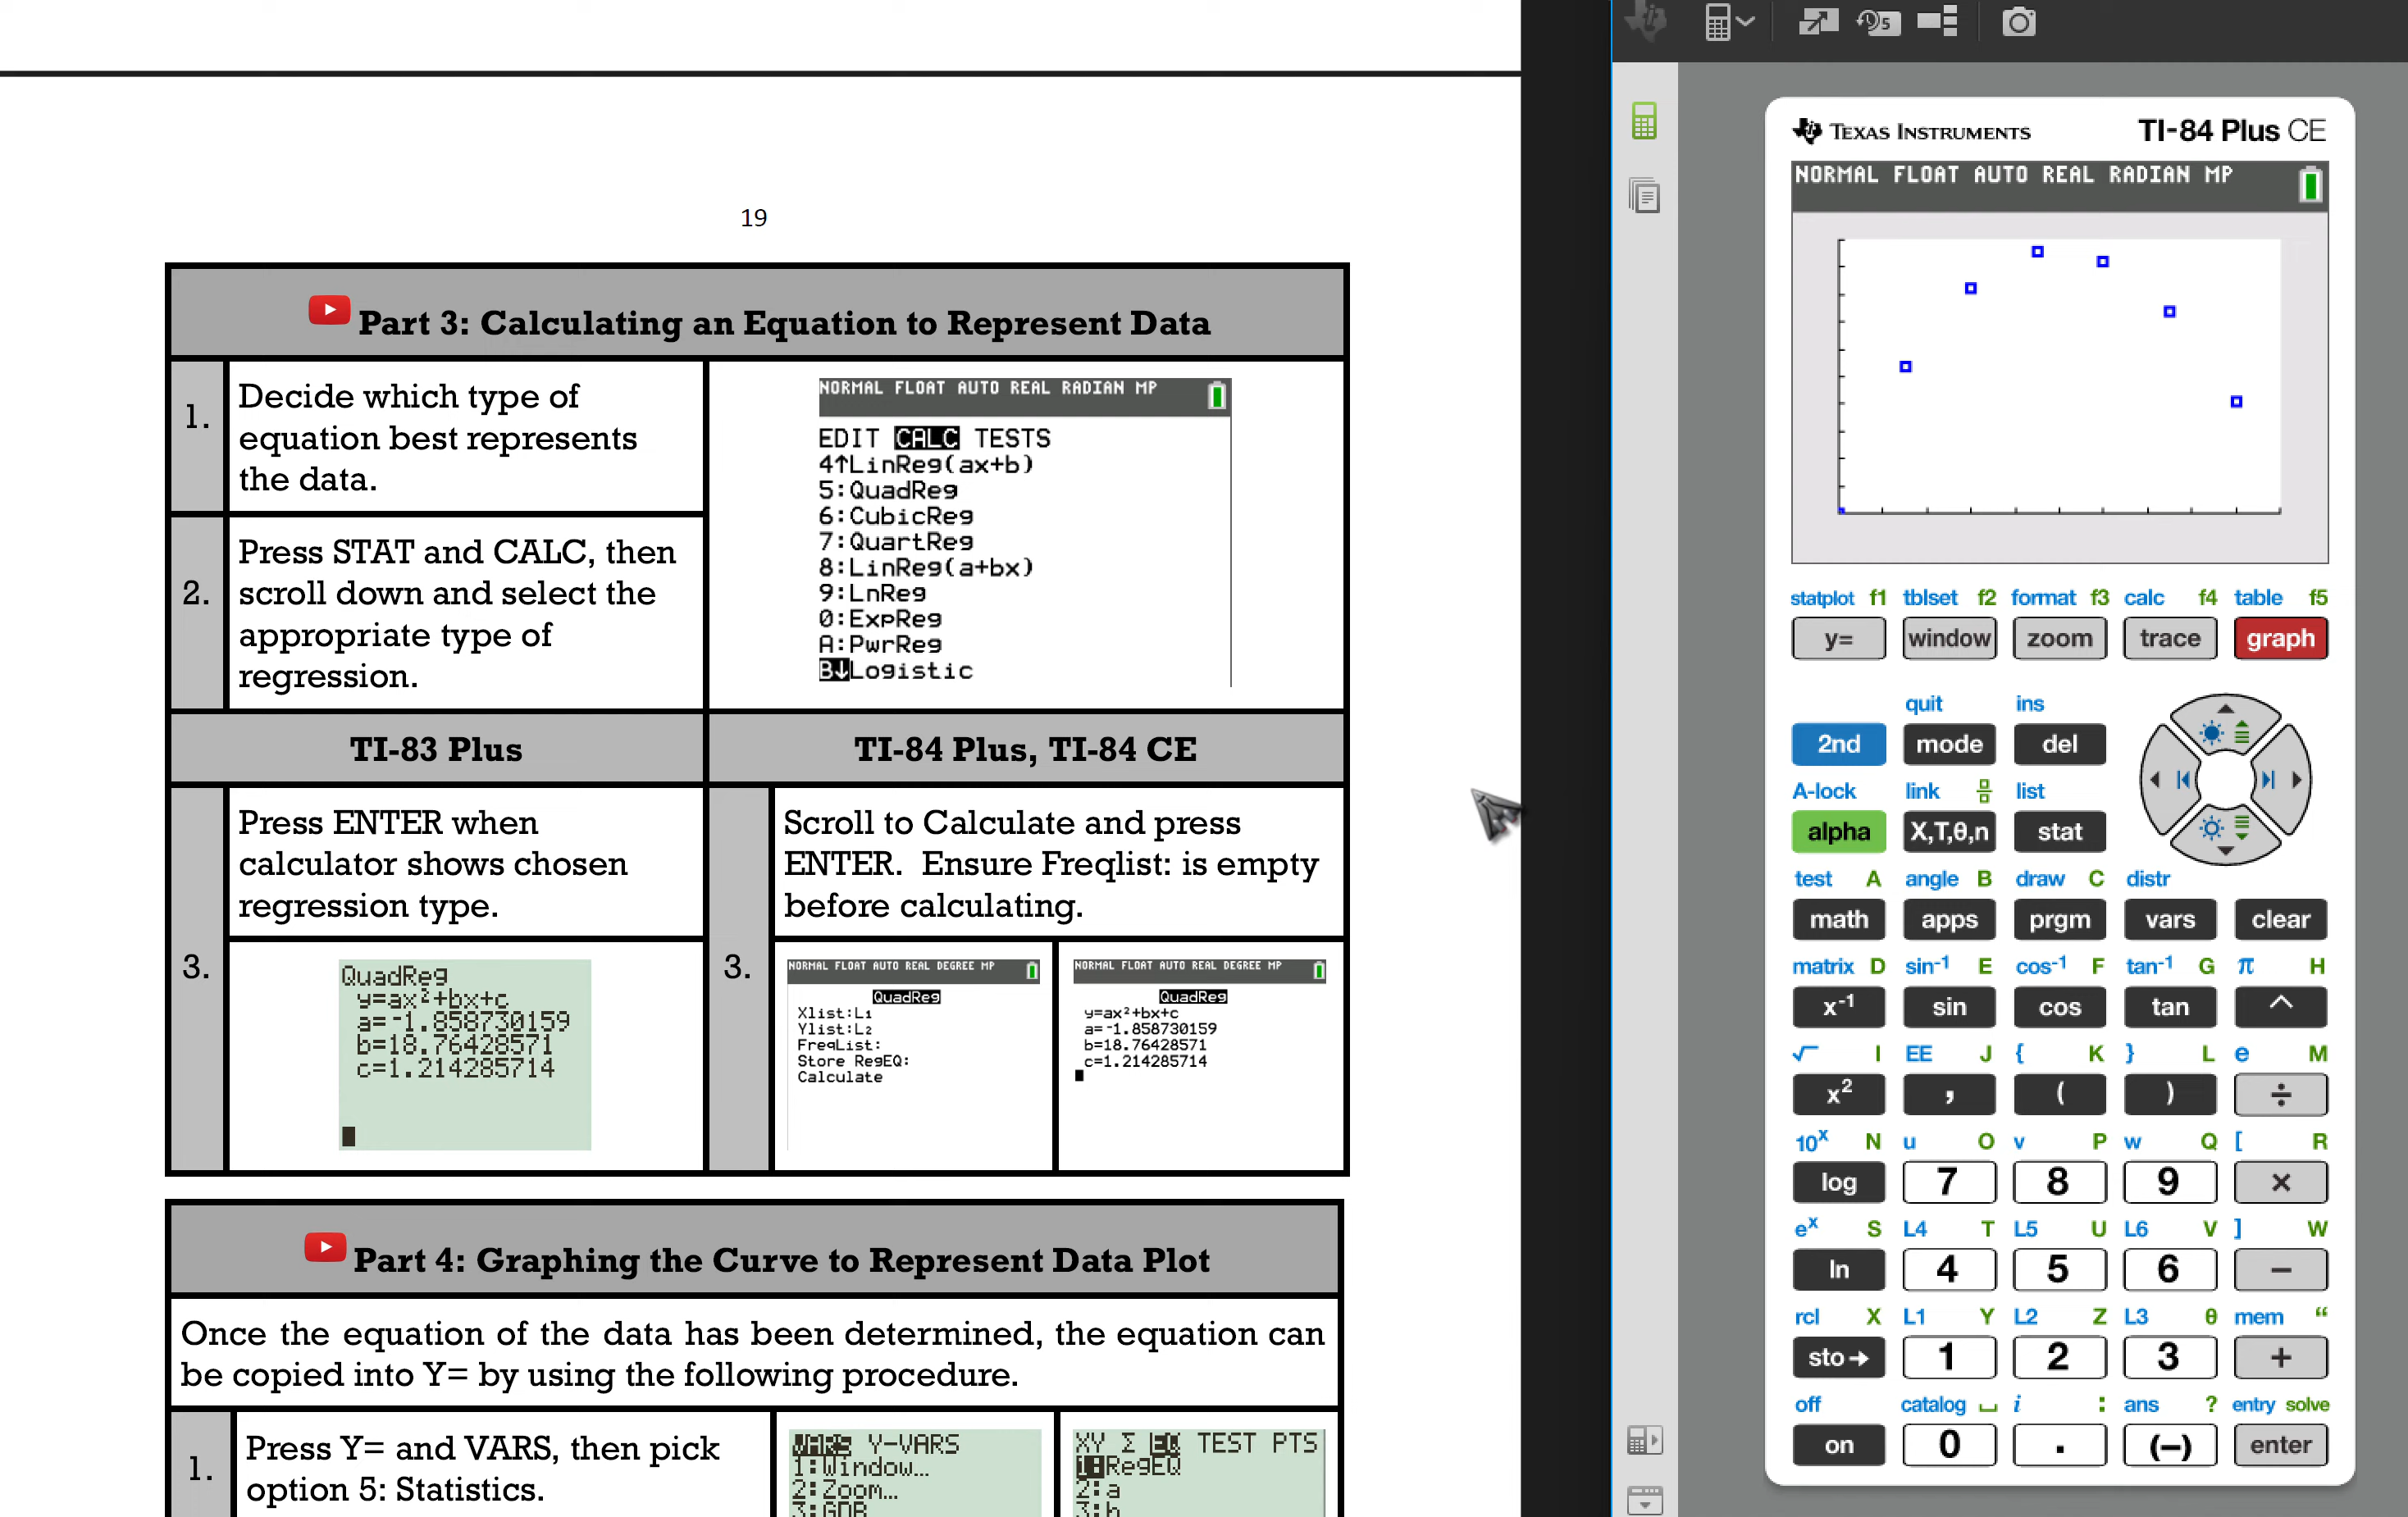 19
Part 3: Calculating an Equation to Represent Data
1.
Decide which type of
equation best represents
the data.
2.
Press STAT and CALC, then
scroll down and select the
appropriate type of
regression.
NORMAL FLOAT AUTO REAL RADIAN MP
EDIT CALC TESTS
4↑LinReg(ax+b)
5:QuadReg
6:CubicReg
7:QuartReg
8:LinReg(a+bx)
9:LnReg
0:ExpReg
A:PwrReg
B↓Logistic
TI-83 Plus
TI-84 Plus, TI-84 CE
3.
Press ENTER when
calculator shows chosen
regression type.
QuadReg
y=ax²+bx+c
a=-1.858730159
b=18.76428571
c=1.214285714
3.
Scroll to Calculate and press
ENTER. Ensure Freqlist: is empty
before calculating.
NORMAL FLOAT AUTO REAL DEGREE MP
QuadReg
Xlist:L₁
Ylist:L₂
FreqList:
Store RegEQ:
Calculate
NORMAL FLOAT AUTO REAL DEGREE MP
QuadReg
y=ax²+bx+c
a=-1.858730159
b=18.76428571
c=1.214285714
Part 4: Graphing the Curve to Represent Data Plot
Once the equation of the data has been determined, the equation can
be copied into Y= by using the following procedure.
1.
Press Y= and VARS, then pick
option 5: Statistics.
VARS Y-VARS
1:Window…
2:Zoom…
3:GDB
XY Σ EQ TEST PTS
1:RegEQ
2:a
3:b
5
TEXAS INSTRUMENTS TI-84 Plus CE
NORMAL FLOAT AUTO REAL RADIAN MP
statplot f1 tblset f2 format f3 calc f4 table f5
y= window zoom trace graph
quit ins
2nd mode del
A-lock link list
alpha X,T,θ,n stat
test A angle B draw C distr
math apps prgm vars clear
matrix D sin⁻¹ E cos⁻¹ F tan⁻¹ G π H
x⁻¹ sin cos tan ^
√ I EE J { K } L e M
x² , ( ) ÷
10ˣ N u O v P w Q [ R
log 7 8 9 ×
eˣ S L4 T L5 U L6 V ] W
ln 4 5 6 −
rcl X L1 Y L2 Z L3 θ mem “
sto→ 1 2 3 +
off catalog ⎵ i : ans ? entry solve
on 0 . (−) enter